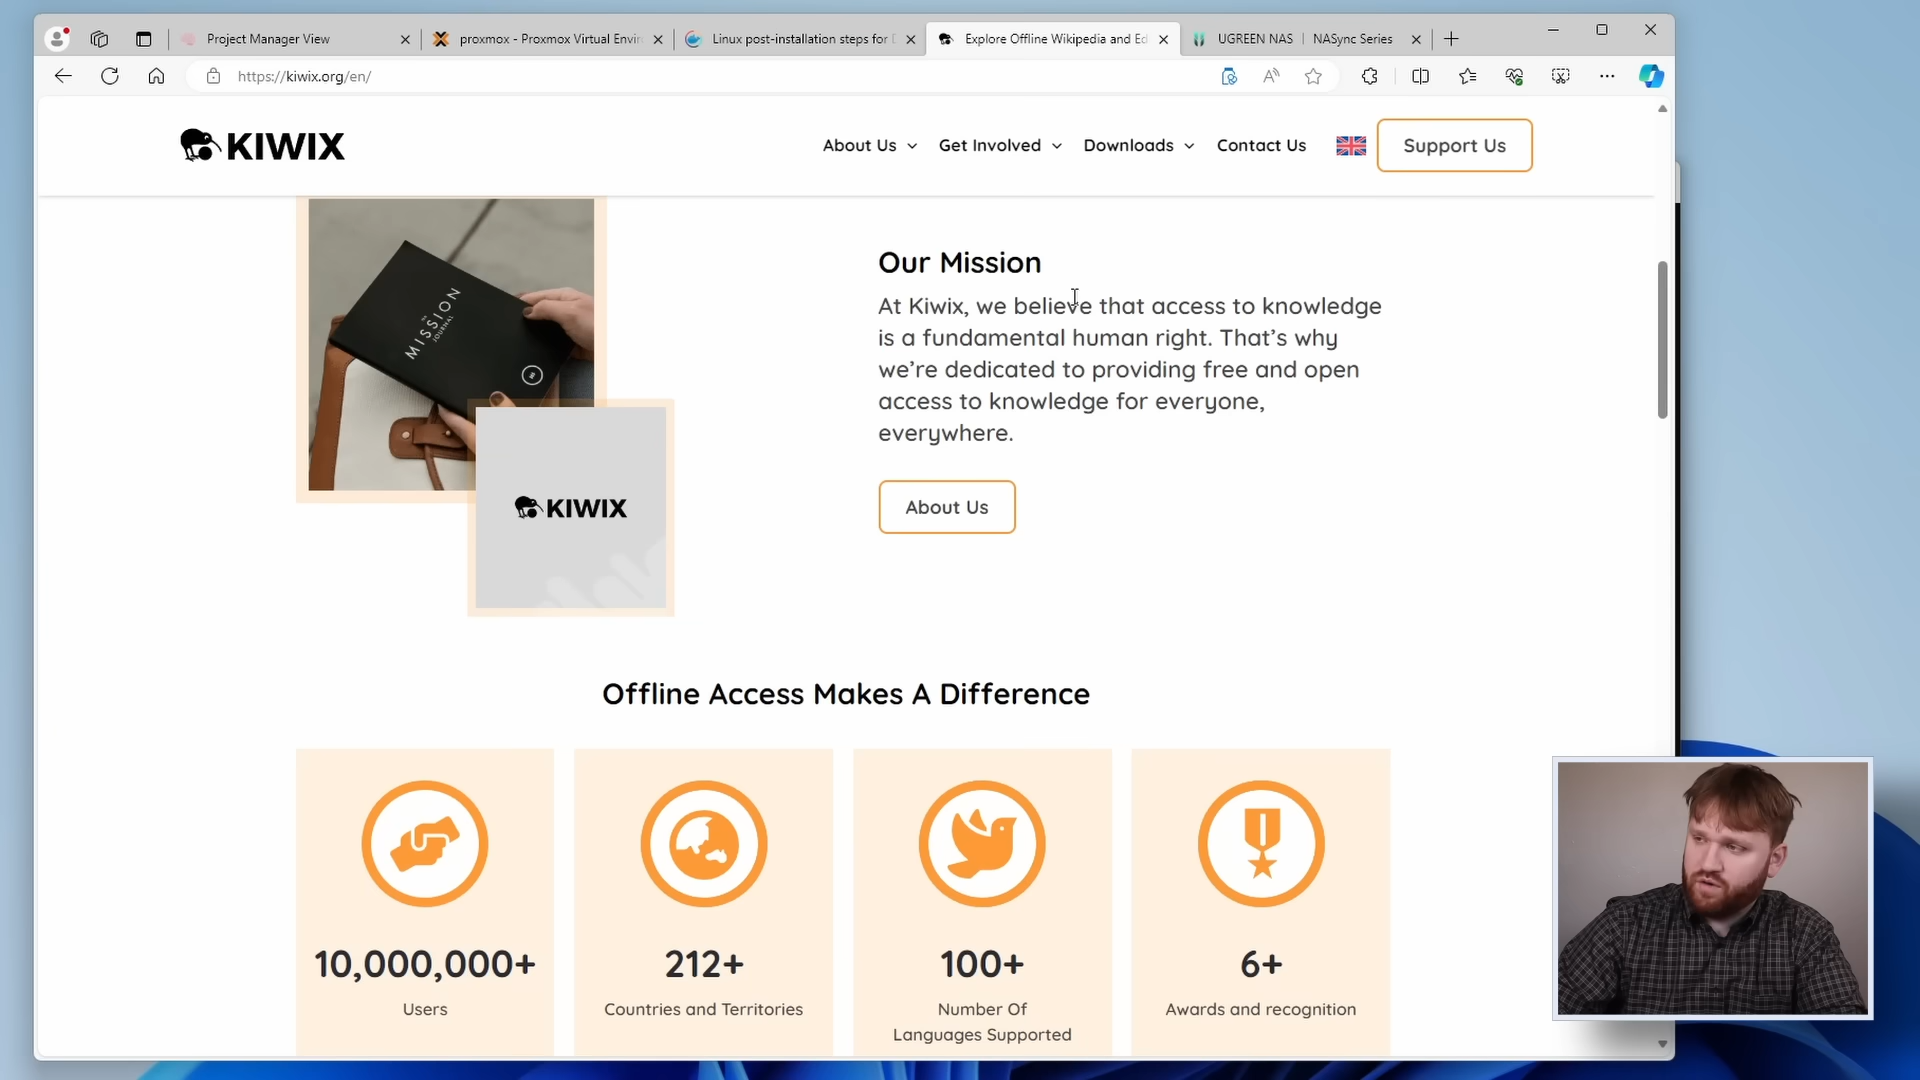 Project Manager View
proxmox - Proxmox Virtual Envir
Linux post-installation steps for D
Explore Offline Wikipedia and Ed
UGREEN NAS | NASync Series
https://kiwix.org/en/
KIWIX
About Us
Get Involved
Downloads
Contact Us
Support Us
MISSION
JOURNAL
KIWIX
Our Mission
At Kiwix, we believe that access to knowledge
is a fundamental human right. That’s why
we’re dedicated to providing free and open
access to knowledge for everyone,
everywhere.
About Us
Offline Access Makes A Difference
10,000,000+
Users
212+
Countries and Territories
100+
Number Of
Languages Supported
6+
Awards and recognition